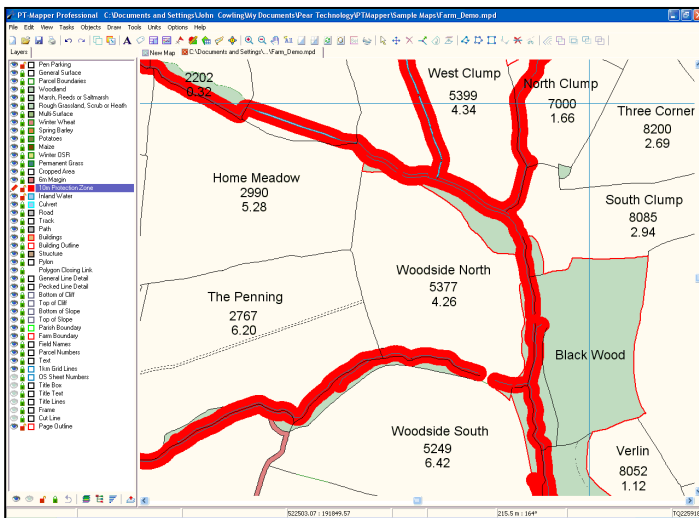 PT-Mapper Professional C:\Documents and Settings\John Cowling\My Documents\Pear Technology\PTMapper\Sample Maps\Farm_Demo.mpd
File Edit View Tasks Objects Draw Tools Units Options Help
Layers
New Map C:\Documents and Settings\...\Farm_Demo.mpd
Pen Parking
General Surface
Parcel Boundaries
Woodland
Marsh, Reeds or Saltmarsh
Rough Grassland, Scrub or Heath
Multi-Surface
Winter Wheat
Spring Barley
Potatoes
Maize
Winter OSR
Permanent Grass
Cropped Area
6m Margin
10m Protection Zone
Inland Water
Culvert
Road
Track
Path
Buildings
Building Outline
Structure
Pylon
Polygon Closing Link
General Line Detail
Pecked Line Detail
Bottom of Cliff
Top of Cliff
Bottom of Slope
Top of Slope
Parish Boundary
Farm Boundary
Field Names
Parcel Numbers
Text
1km Grid Lines
OS Sheet Numbers
Title Box
Title Text
Title Lines
Frame
Cut Line
Page Outline
2202
0.32
West Clump
5399
4.34
North Clump
7000
1.66
Three Corner
8200
2.69
Home Meadow
2990
5.28
South Clump
8085
2.94
Woodside North
5377
4.26
The Penning
2767
6.20
Black Wood
Woodside South
5249
6.42
Verlin
8052
1.12
522503.07 : 191849.57
215.5 m : 164°
TQ225918